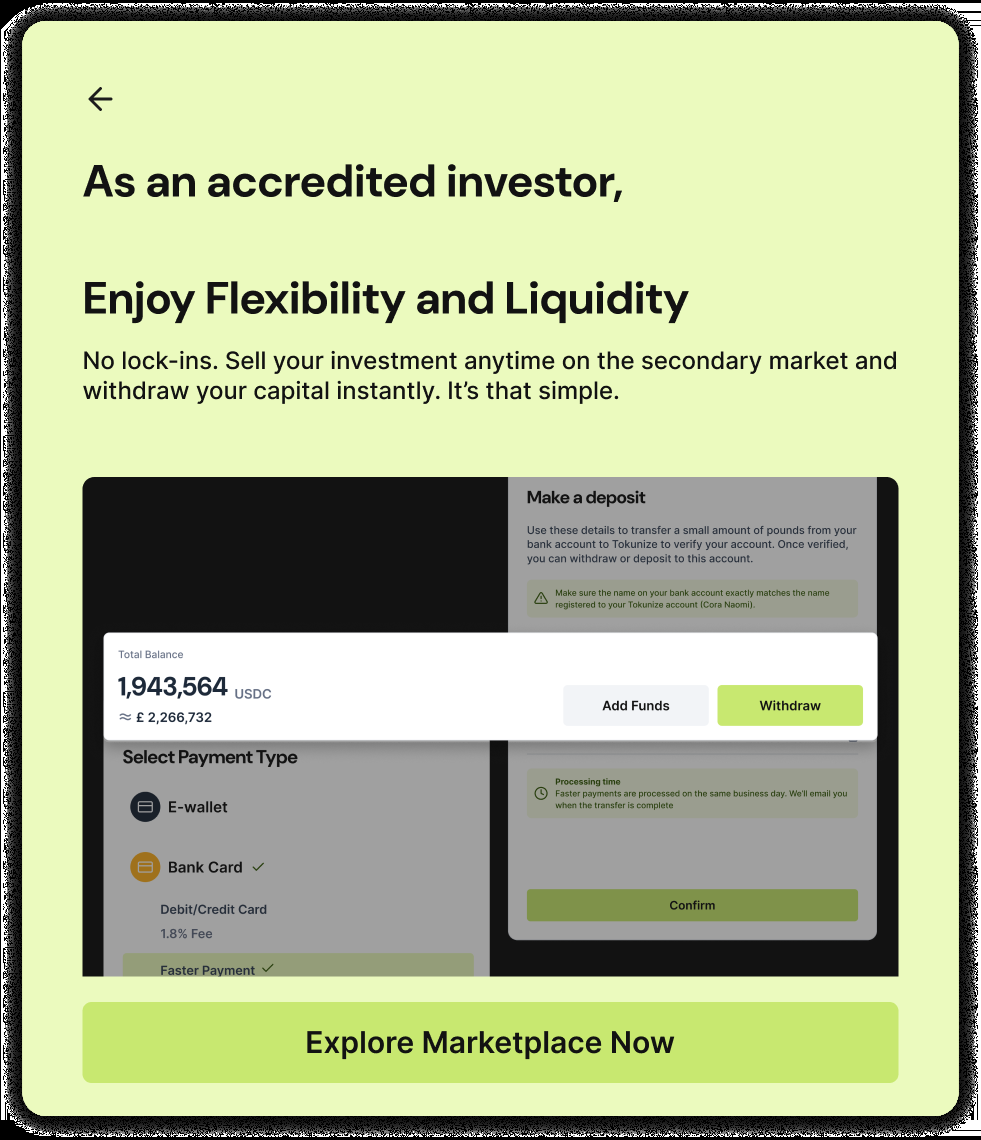 As an accredited investor,
Enjoy Flexibility and Liquidity
No lock-ins. Sell your investment anytime on the secondary market and
withdraw your capital instantly. It’s that simple.
Make a deposit
Use these details to transfer a small amount of pounds from your
bank account to Tokunize to verify your account. Once verified,
you can withdraw or deposit to this account.
Make sure the name on your bank account exactly matches the name
registered to your Tokunize account (Cora Naomi).
Total Balance
1,943,564 USDC
≈ £ 2,266,732
Add Funds
Withdraw
Select Payment Type
E-wallet
Bank Card
Debit/Credit Card
1.8% Fee
Faster Payment
Processing time
Faster payments are processed on the same business day. We'll email you
when the transfer is complete
Confirm
Explore Marketplace Now